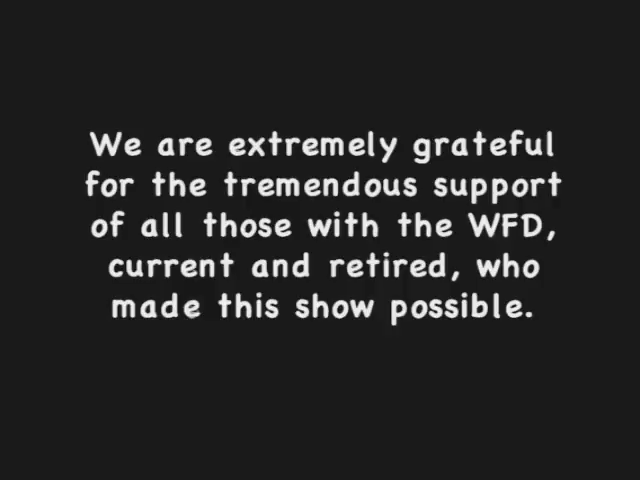 We are extremely grateful
for the tremendous support
of all those with the WFD,
current and retired, who
made this show possible.